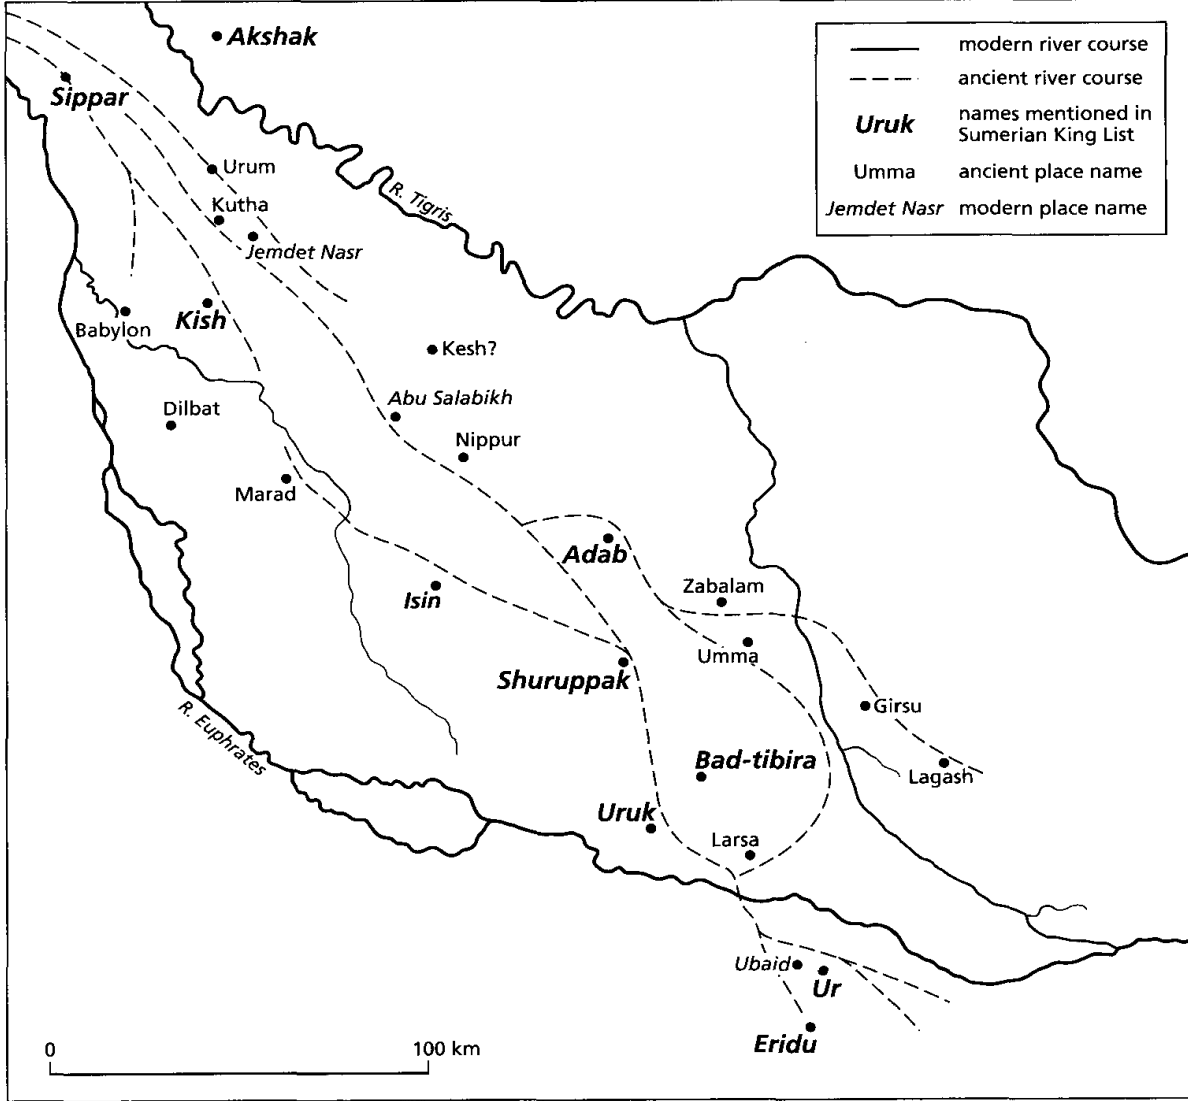 Akshak
Sippar
Urum
Kutha
Jemdet Nasr
R. Tigris
Babylon
Kish
Kesh?
Abu Salabikh
Dilbat
Nippur
Marad
Adab
Isin
Zabalam
Umma
Shuruppak
Girsu
R. Euphrates
Bad-tibira
Lagash
Uruk
Larsa
Ubaid
Ur
Eridu
0 100 km
modern river course
ancient river course
Uruk names mentioned in
Sumerian King List
Umma ancient place name
Jemdet Nasr modern place name